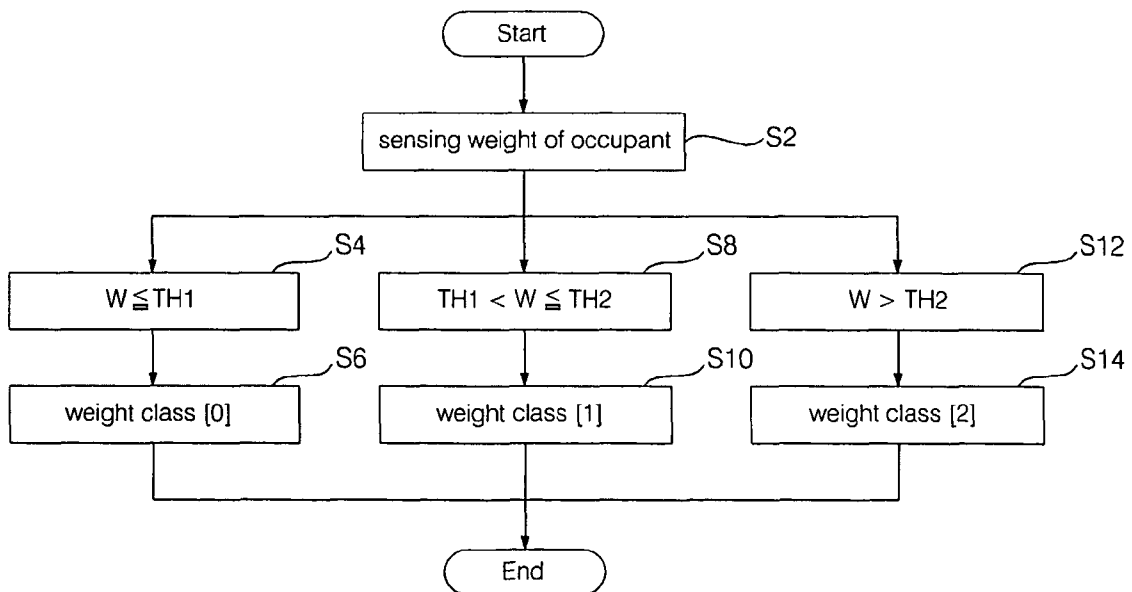 Start
sensing weight of occupant
S2
S4
S8
S12
W ≦ TH1
TH1 < W ≦ TH2
W > TH2
S6
S10
S14
weight class [0]
weight class [1]
weight class [2]
End